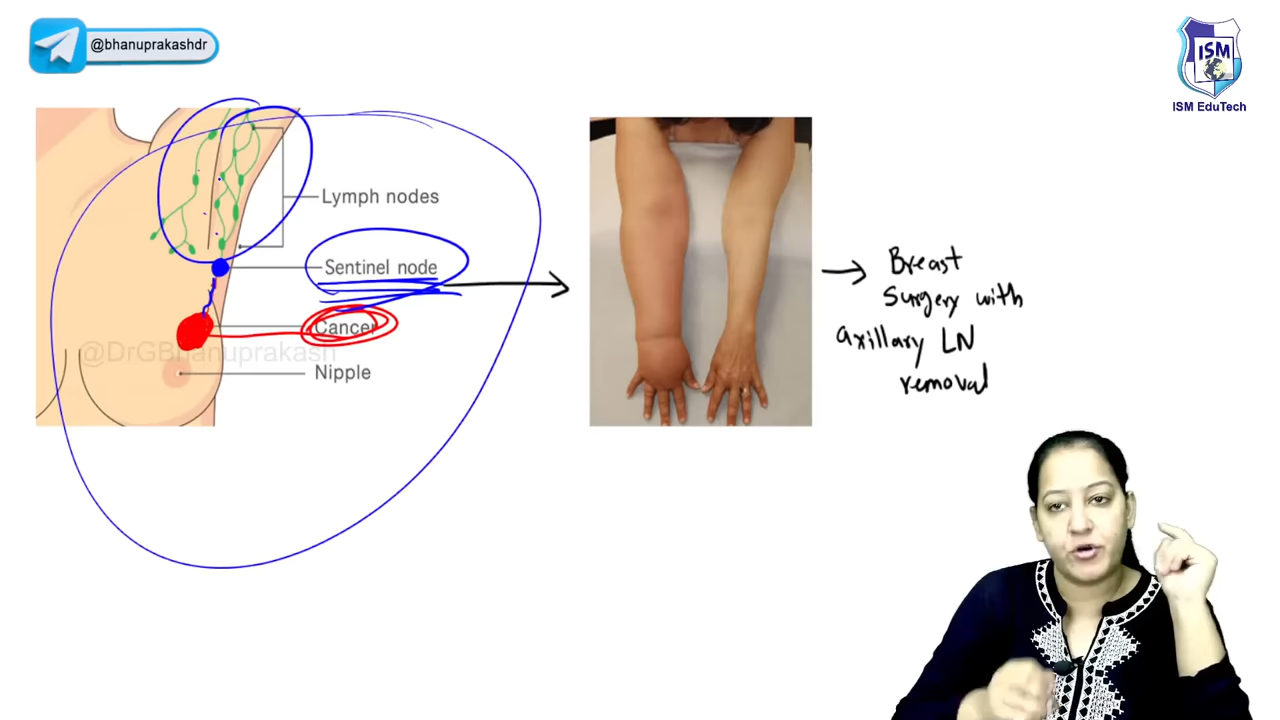 @bhanuprakashdr
ISM
ISM EduTech
Lymph nodes
Sentinel node
Cancer
Nipple
@DrGBhanuprakash
Breast
Surgery with
axillary LN
removal